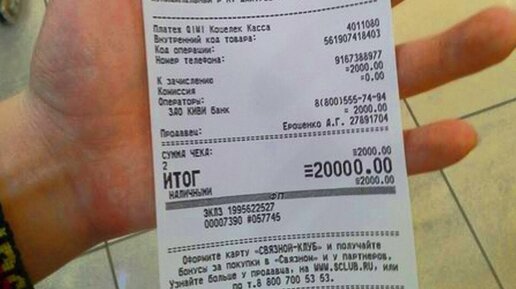 Платеж QIWI Кошелек Касса 4011080
Внутренний код товара: 561907418403
Код операции:
Номер телефона: 9167388977
=2000.00
К зачислению =0.00
Комиссия
Операторы: 8(800)555-74-94
ЗАО КИВИ банк = 2000.00
Продавец: Ерошенко А.Г. 27891704
СУММА ЧЕКА: =2000.00
2
ИТОГ =20000.00
НАЛИЧНЫМИ =2000.00
ФП
ЭКЛЗ 1995622527
00007390 #057745
Оформите карту «СВЯЗНОЙ-КЛУБ» и получайте
бонусы за покупки в «Связном» и у партнеров.
Узнайте больше у продавца, на WWW.SCLUB.RU, или
по т.8 800 700 53 53.